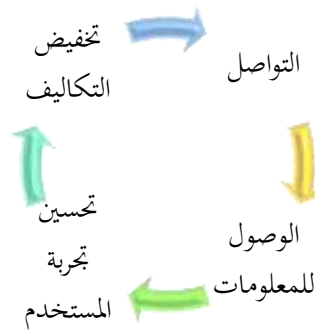 تخفيض
التكاليف
التواصل
الوصول
للمعلومات
تحسين
تجربة
المستخدم